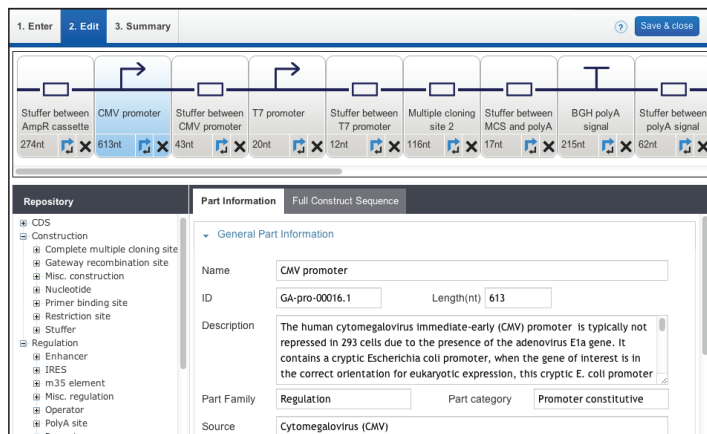 1. Enter 2. Edit 3. Summary ? Save & close
Stuffer between CMV promoter Stuffer between T7 promoter Stuffer between Multiple cloning Stuffer between BGH polyA Stuffer between
AmpR cassette CMV promoter T7 promoter site 2 MCS and polyA signal polyA signal
274nt 613nt 43nt 20nt 12nt 116nt 17nt 215nt 62nt
Repository
CDS
Construction
Complete multiple cloning site
Gateway recombination site
Misc. construction
Nucleotide
Primer binding site
Restriction site
Stuffer
Regulation
Enhancer
IRES
m35 element
Misc. regulation
Operator
PolyA site
Part Information Full Construct Sequence
General Part Information
Name CMV promoter
ID GA-pro-00016.1 Length(nt) 613
Description The human cytomegalovirus immediate-early (CMV) promoter is typically not
repressed in 293 cells due to the presence of the adenovirus E1a gene. It
contains a cryptic Escherichia coli promoter, when the gene of interest is in
the correct orientation for eukaryotic expression, this cryptic E. coli promoter
Part Family Regulation Part category Promoter constitutive
Source Cytomegalovirus (CMV)